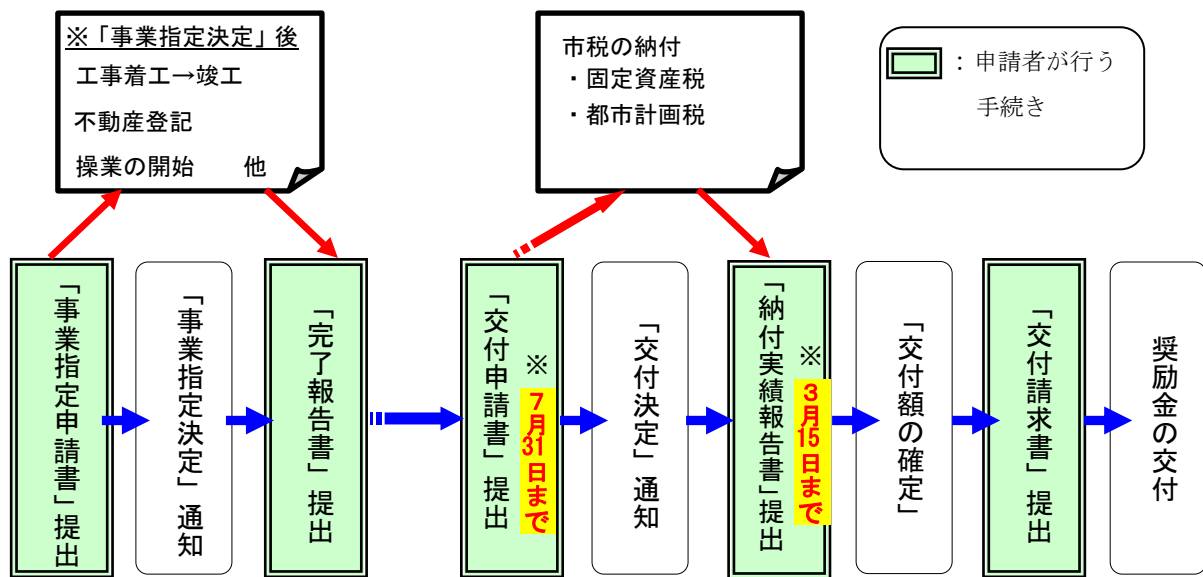 ※「事業指定決定」後
工事着工→竣工
不動産登記
操業の開始　他
市税の納付
・固定資産税
・都市計画税
：申請者が行う
手続き
「事業指定申請書」提出
「事業指定決定」通知
「完了報告書」提出
「交付申請書」提出
※７月31日まで
「交付決定」通知
「納付実績報告書」提出
※３月15日まで
「交付額の確定」
「交付請求書」提出
奨励金の交付